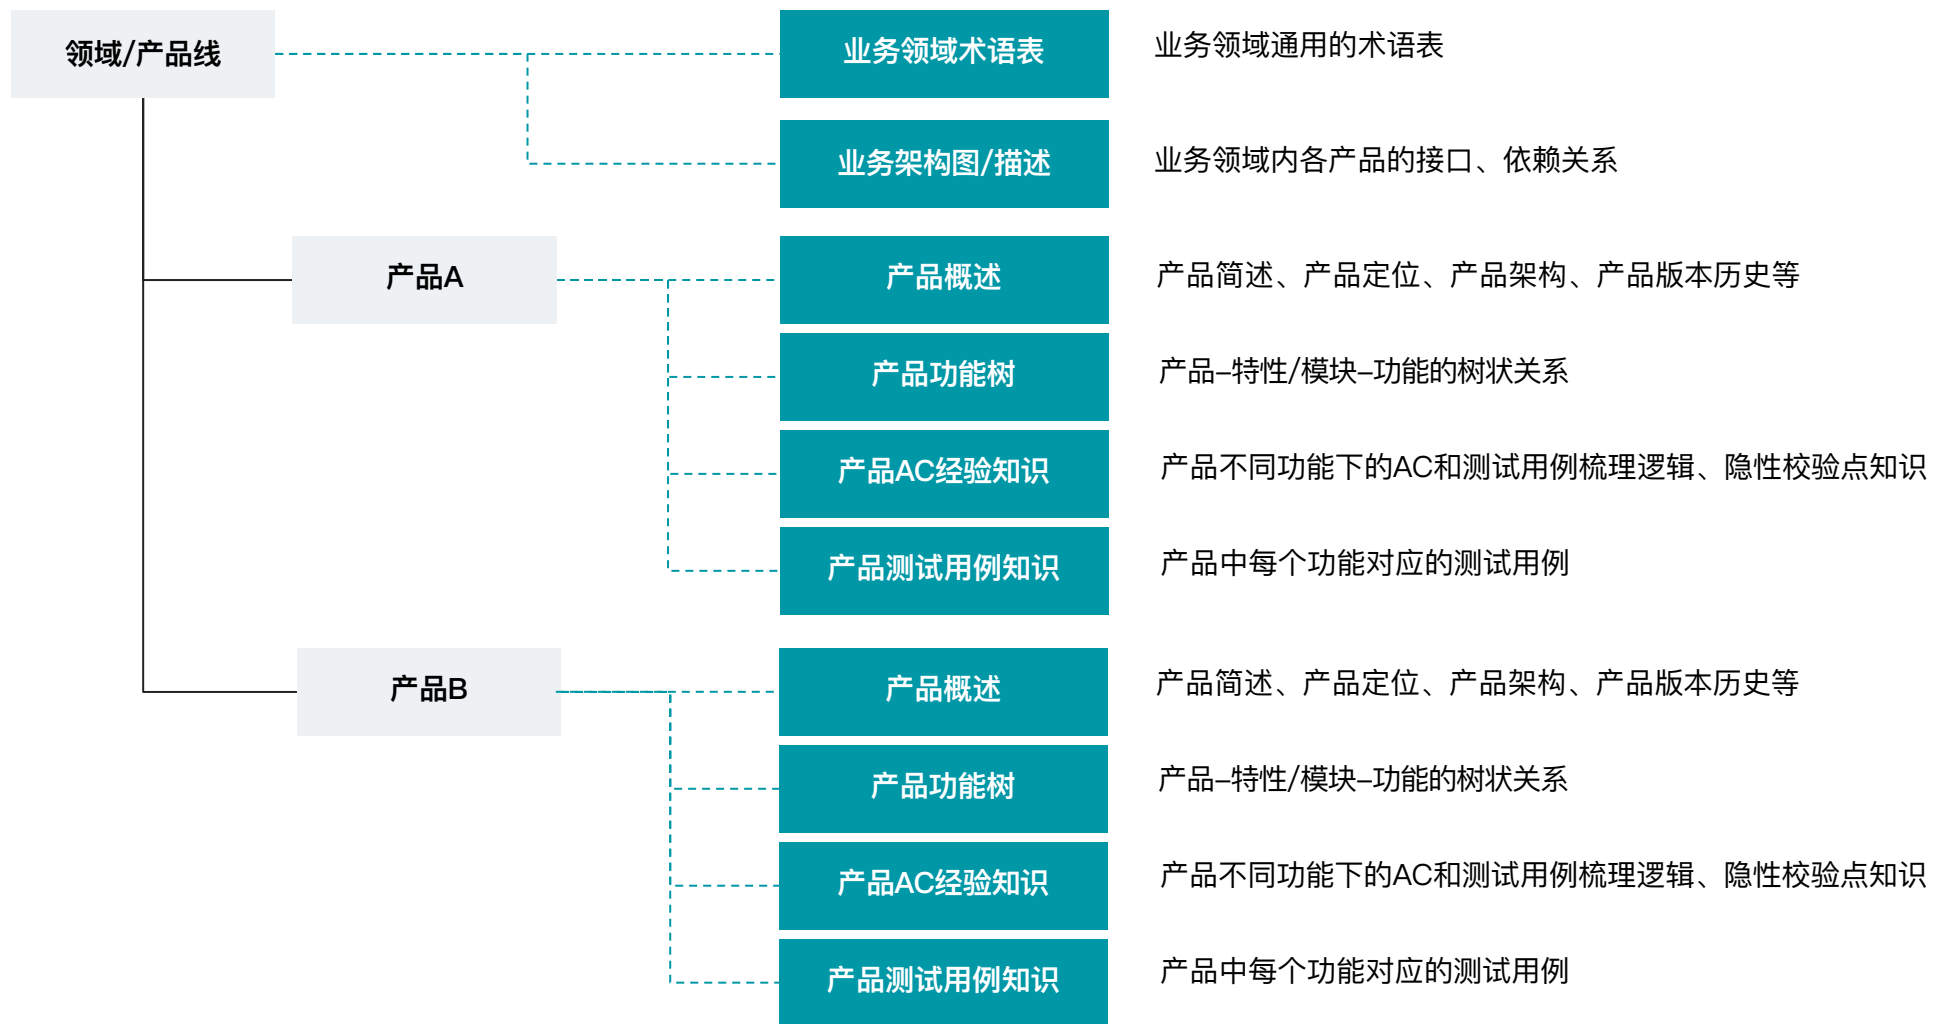 领域/产品线
业务领域术语表
业务领域通用的术语表
业务架构图/描述
业务领域内各产品的接口、依赖关系
产品A
产品概述
产品简述、产品定位、产品架构、产品版本历史等
产品功能树
产品–特性/模块–功能的树状关系
产品AC经验知识
产品不同功能下的AC和测试用例梳理逻辑、隐性校验点知识
产品测试用例知识
产品中每个功能对应的测试用例
产品B
产品概述
产品简述、产品定位、产品架构、产品版本历史等
产品功能树
产品–特性/模块–功能的树状关系
产品AC经验知识
产品不同功能下的AC和测试用例梳理逻辑、隐性校验点知识
产品测试用例知识
产品中每个功能对应的测试用例